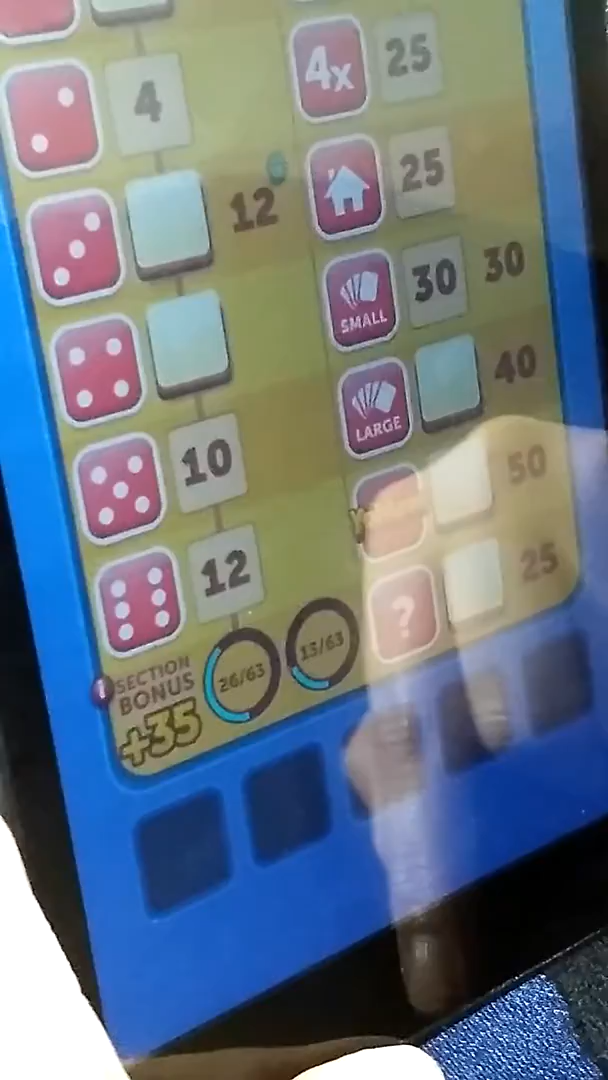 4x 25
4
12 25
SMALL 30 30
LARGE 40
10 50
12 ? 25
SECTION
BONUS 26/63 13/63
+35